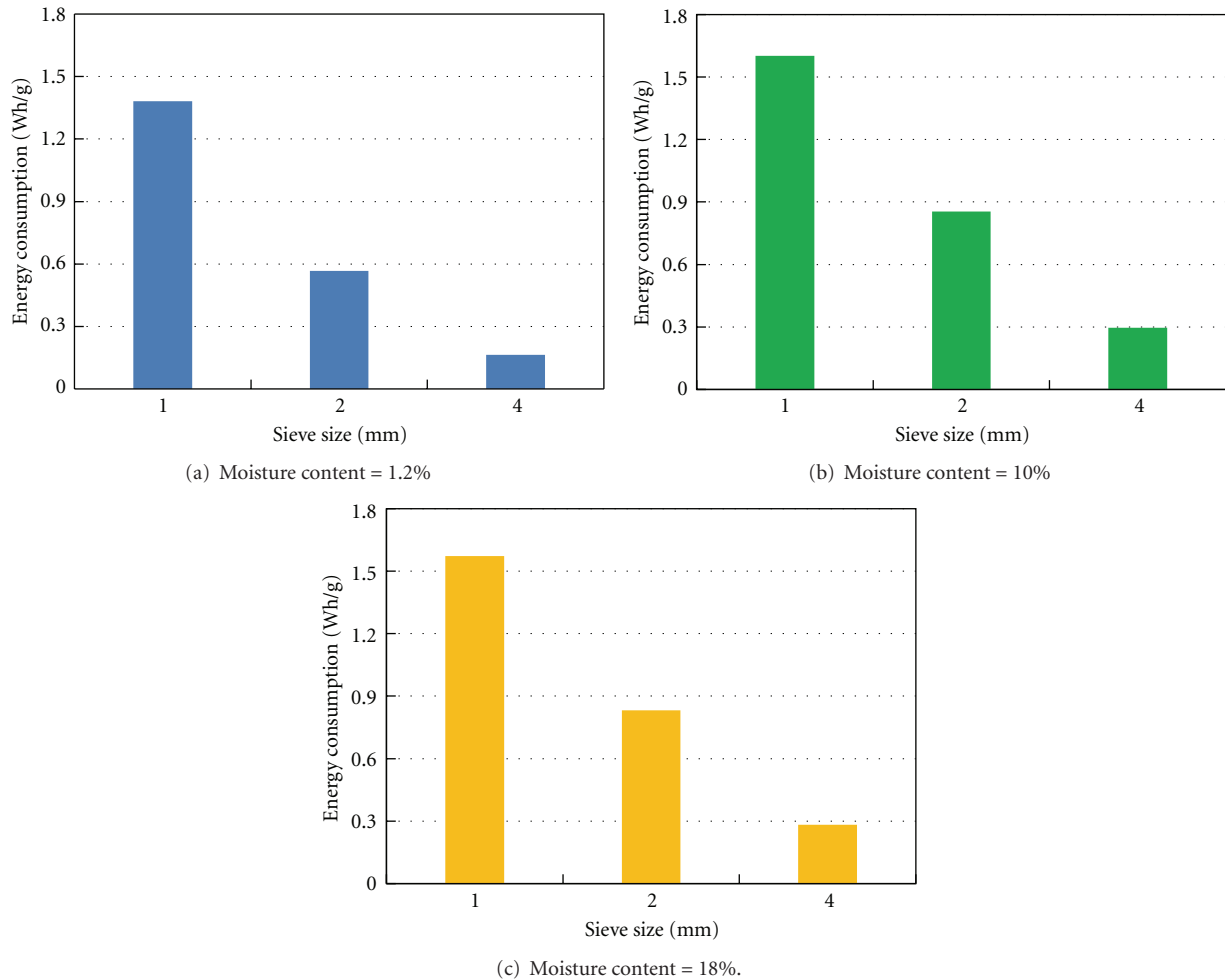 1.8
1.5
1.2
0.9
0.6
0.3
0
Energy consumption (Wh/g)
1 2 4
Sieve size (mm)
(a) Moisture content = 1.2%
1.8
1.5
1.2
0.9
0.6
0.3
0
Energy consumption (Wh/g)
1 2 4
Sieve size (mm)
(b) Moisture content = 10%
1.8
1.5
1.2
0.9
0.6
0.3
0
Energy consumption (Wh/g)
1 2 4
Sieve size (mm)
(c) Moisture content = 18%.